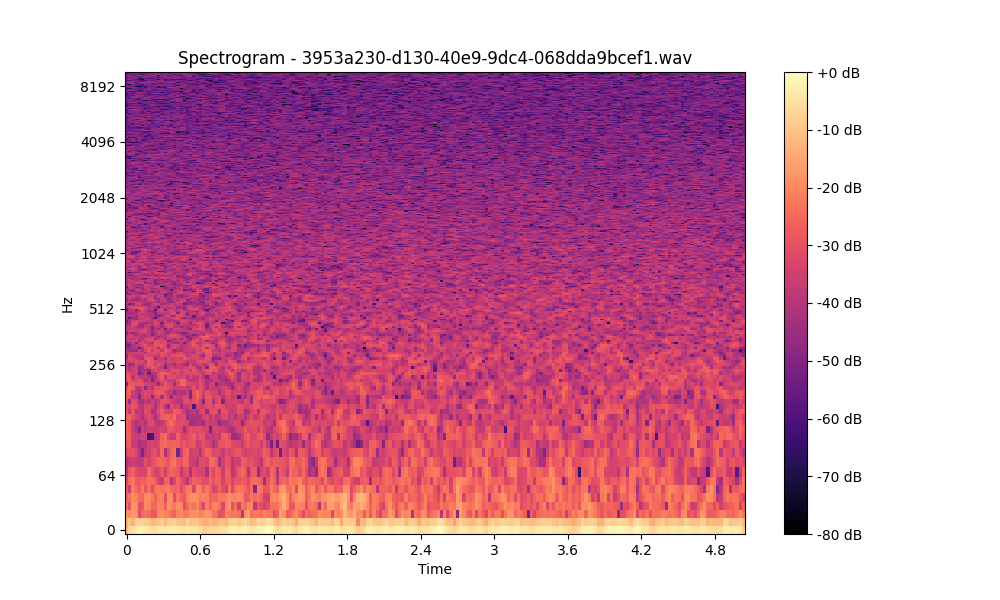 Spectrogram - 3953a230-d130-40e9-9dc4-068dda9bcef1.wav
Hz
8192
4096
2048
1024
512
256
128
64
0
0 0.6 1.2 1.8 2.4 3 3.6 4.2 4.8
Time
+0 dB
-10 dB
-20 dB
-30 dB
-40 dB
-50 dB
-60 dB
-70 dB
-80 dB